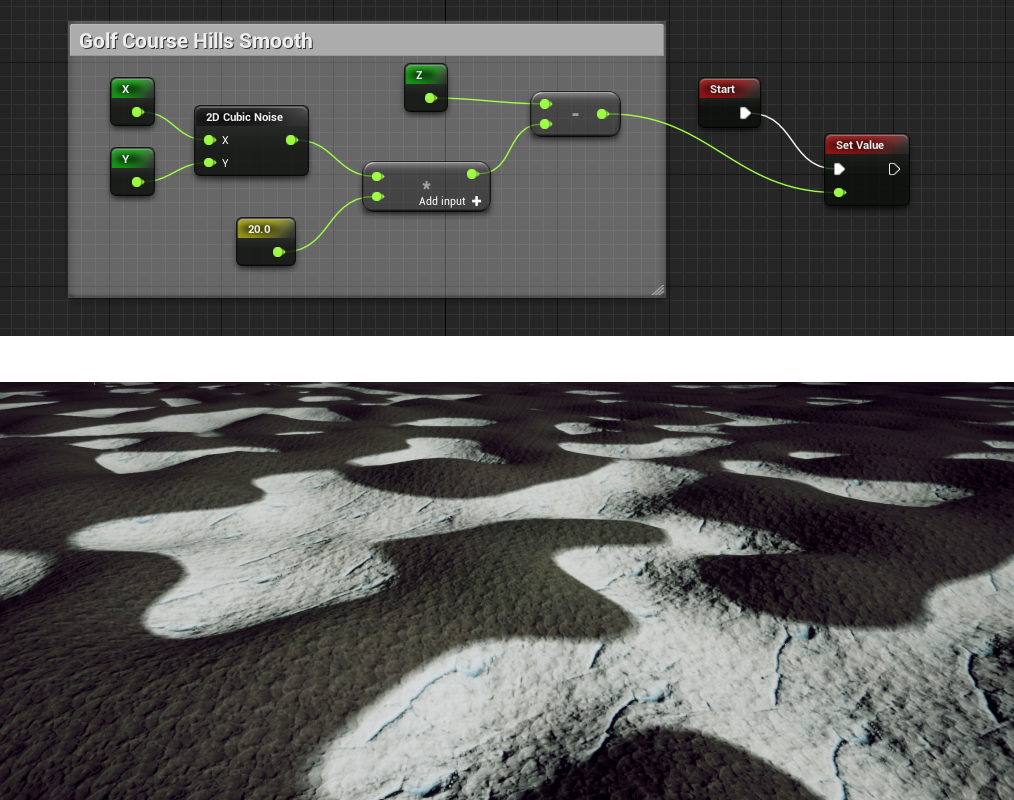 Golf Course Hills Smooth
X
Y
2D Cubic Noise
X
Y
20.0
Z
*
Add input +
-
Start
Set Value